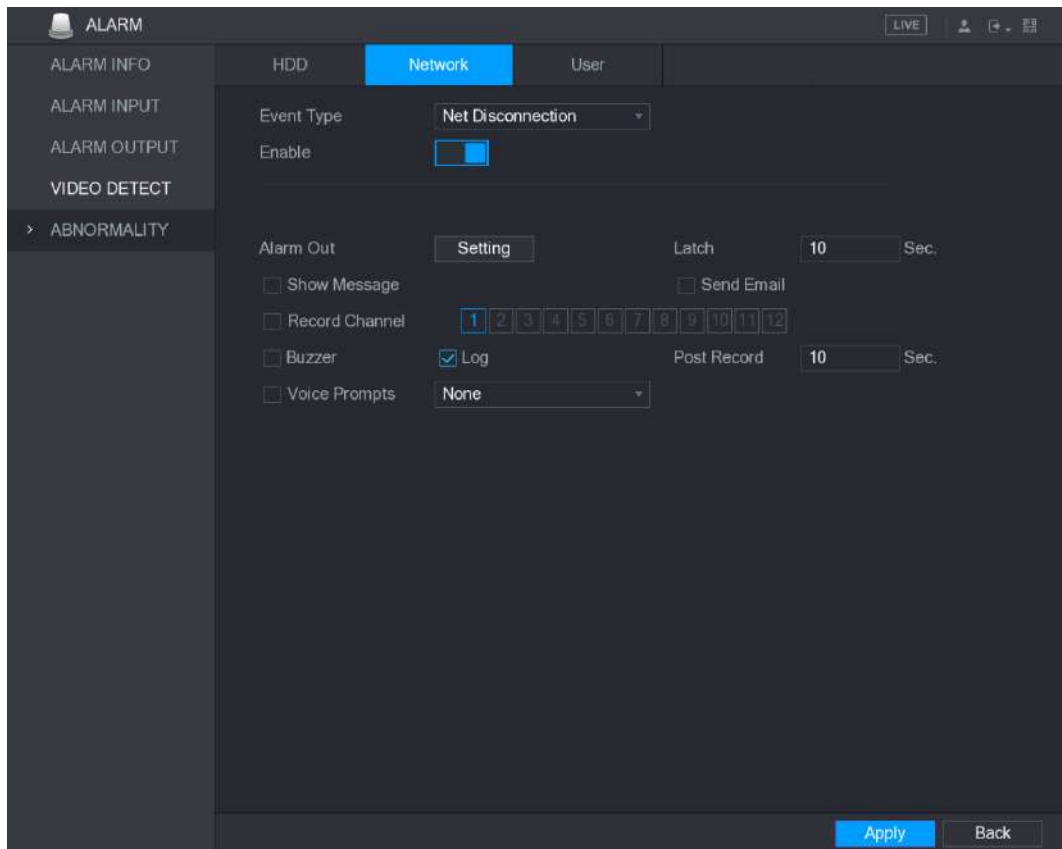 ALARM LIVE
ALARM INFO
ALARM INPUT
ALARM OUTPUT
VIDEO DETECT
> ABNORMALITY
HDD Network User
Event Type Net Disconnection
Enable
Alarm Out Setting Latch 10 Sec.
Show Message Send Email
Record Channel 1 2 3 4 5 6 7 8 9 10 11 12
Buzzer Log Post Record 10 Sec.
Voice Prompts None
Apply Back